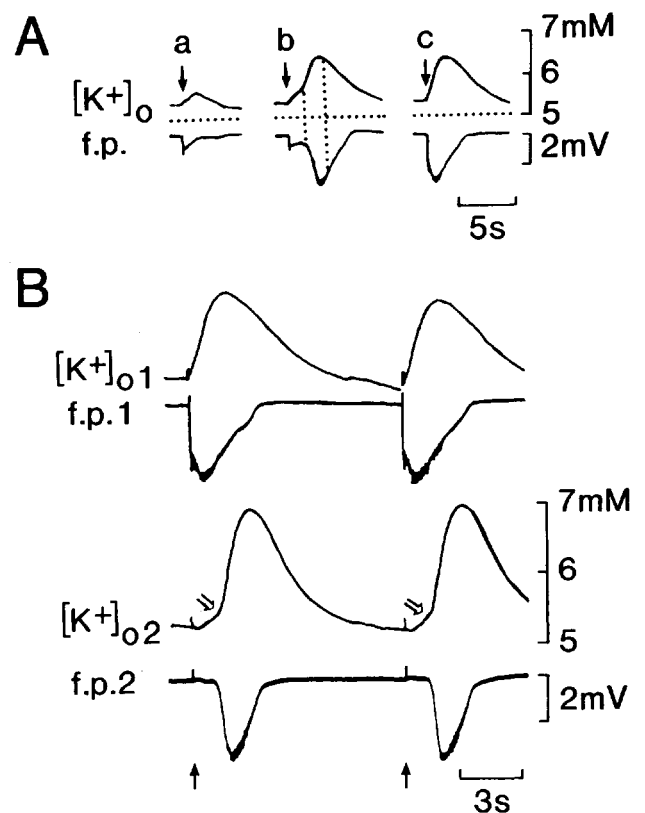 A
a b c
7mM
[K+]o
6
5
f.p.
2mV
5s
B
[K+]o1
f.p.1
7mM
6
[K+]o2
5
f.p.2
2mV
3s